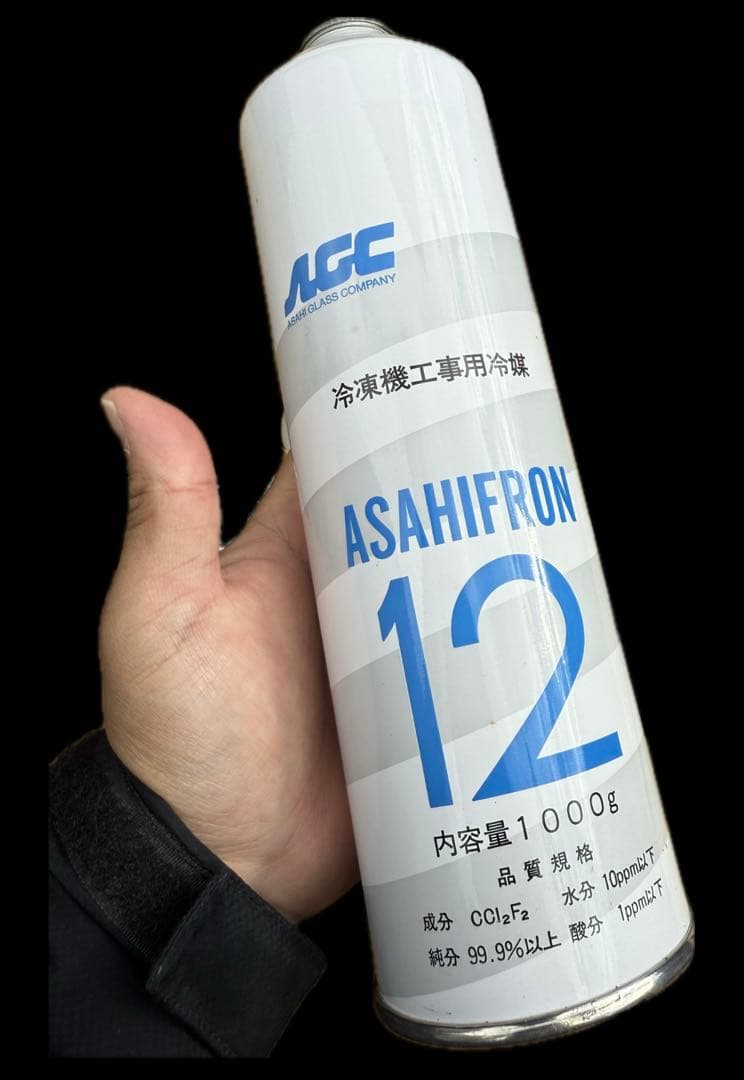 AGC
ASAHI GLASS COMPANY
冷凍機工事用冷媒
ASAHIFRON
12
内容量1000g
品質規格
成分 CCl₂F₂ 水分 10ppm以下
純分 99.9%以上 酸分 1ppm以下